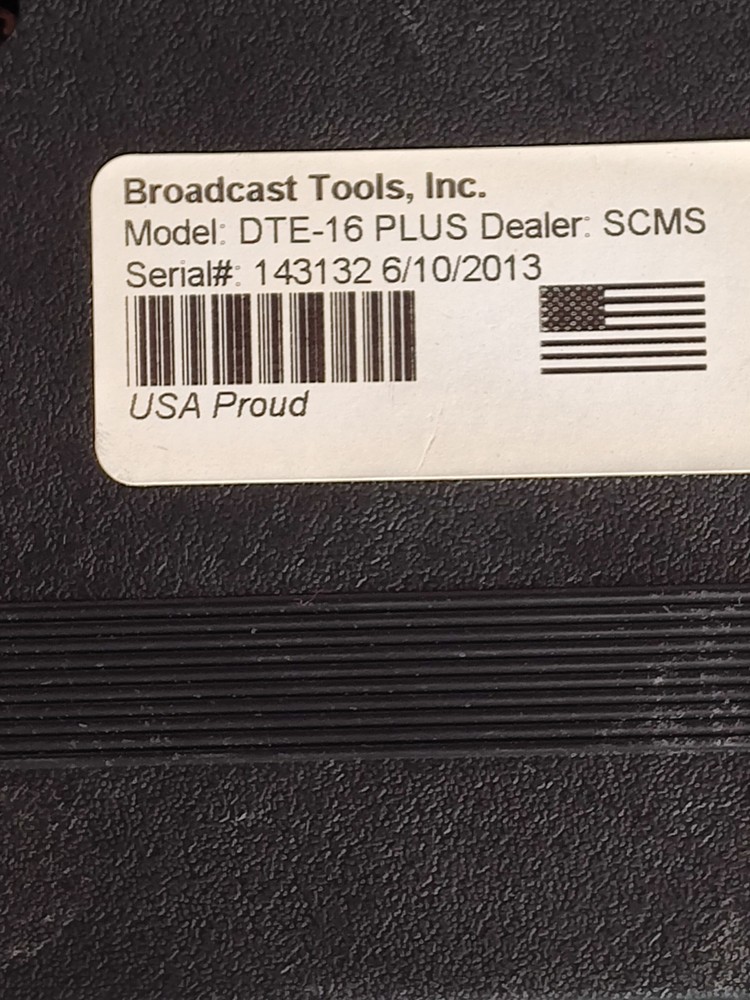 Broadcast Tools, Inc.
Model: DTE-16 PLUS Dealer: SCMS
Serial#: 143132 6/10/2013
USA Proud